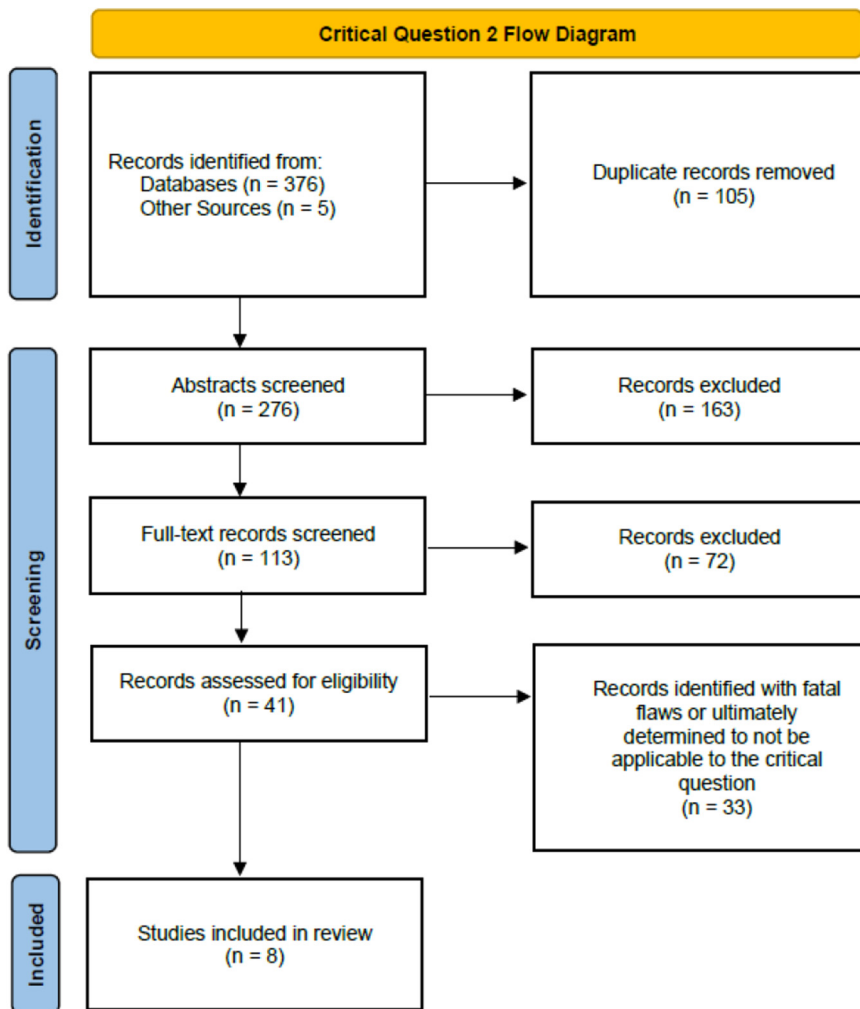 Critical Question 2 Flow Diagram
Identification
Records identified from:
Databases (n = 376)
Other Sources (n = 5)
Duplicate records removed
(n = 105)
Screening
Abstracts screened
(n = 276)
Records excluded
(n = 163)
Full-text records screened
(n = 113)
Records excluded
(n = 72)
Records assessed for eligibility
(n = 41)
Records identified with fatal
flaws or ultimately
determined to not be
applicable to the critical
question
(n = 33)
Included
Studies included in review
(n = 8)